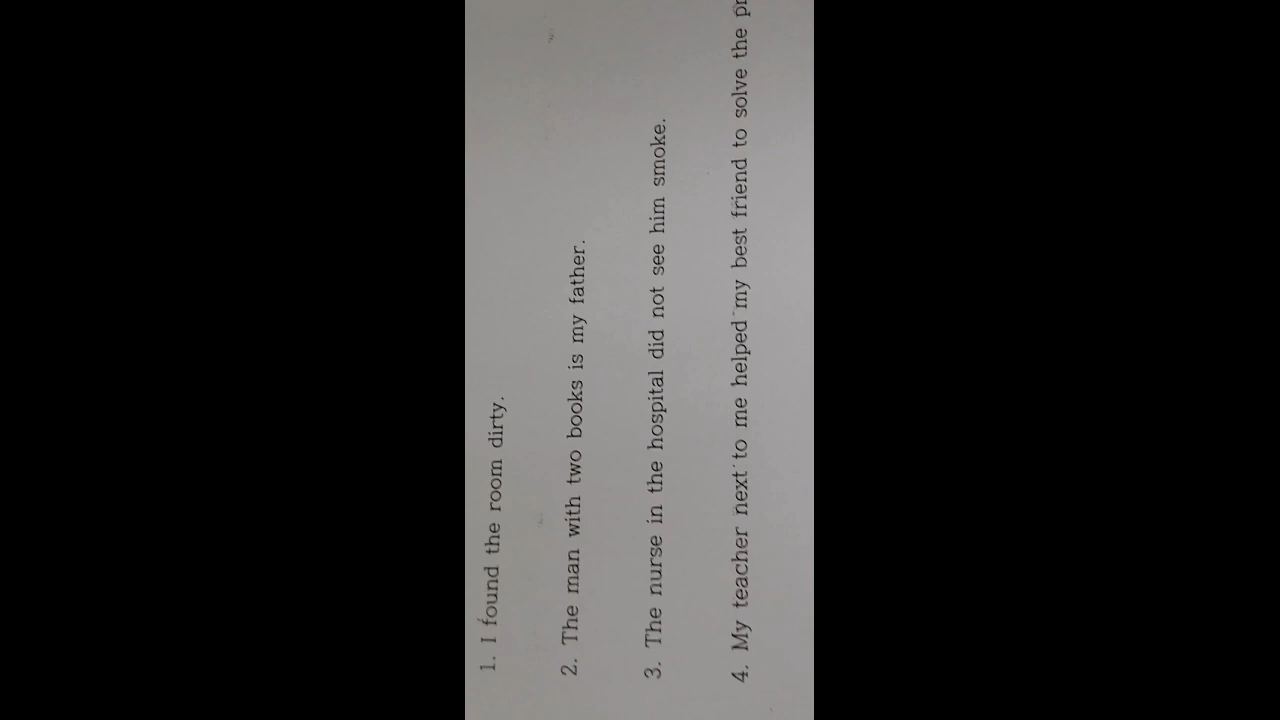 1. I found the room dirty.
2. The man with two books is my father.
3. The nurse in the hospital did not see him smoke.
4. My teacher next to me helped my best friend to solve the